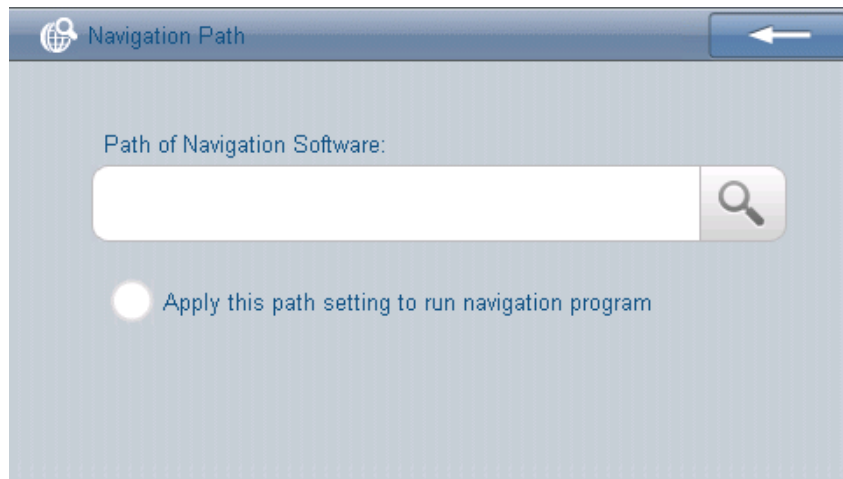 Navigation Path
Path of Navigation Software:
Apply this path setting to run navigation program